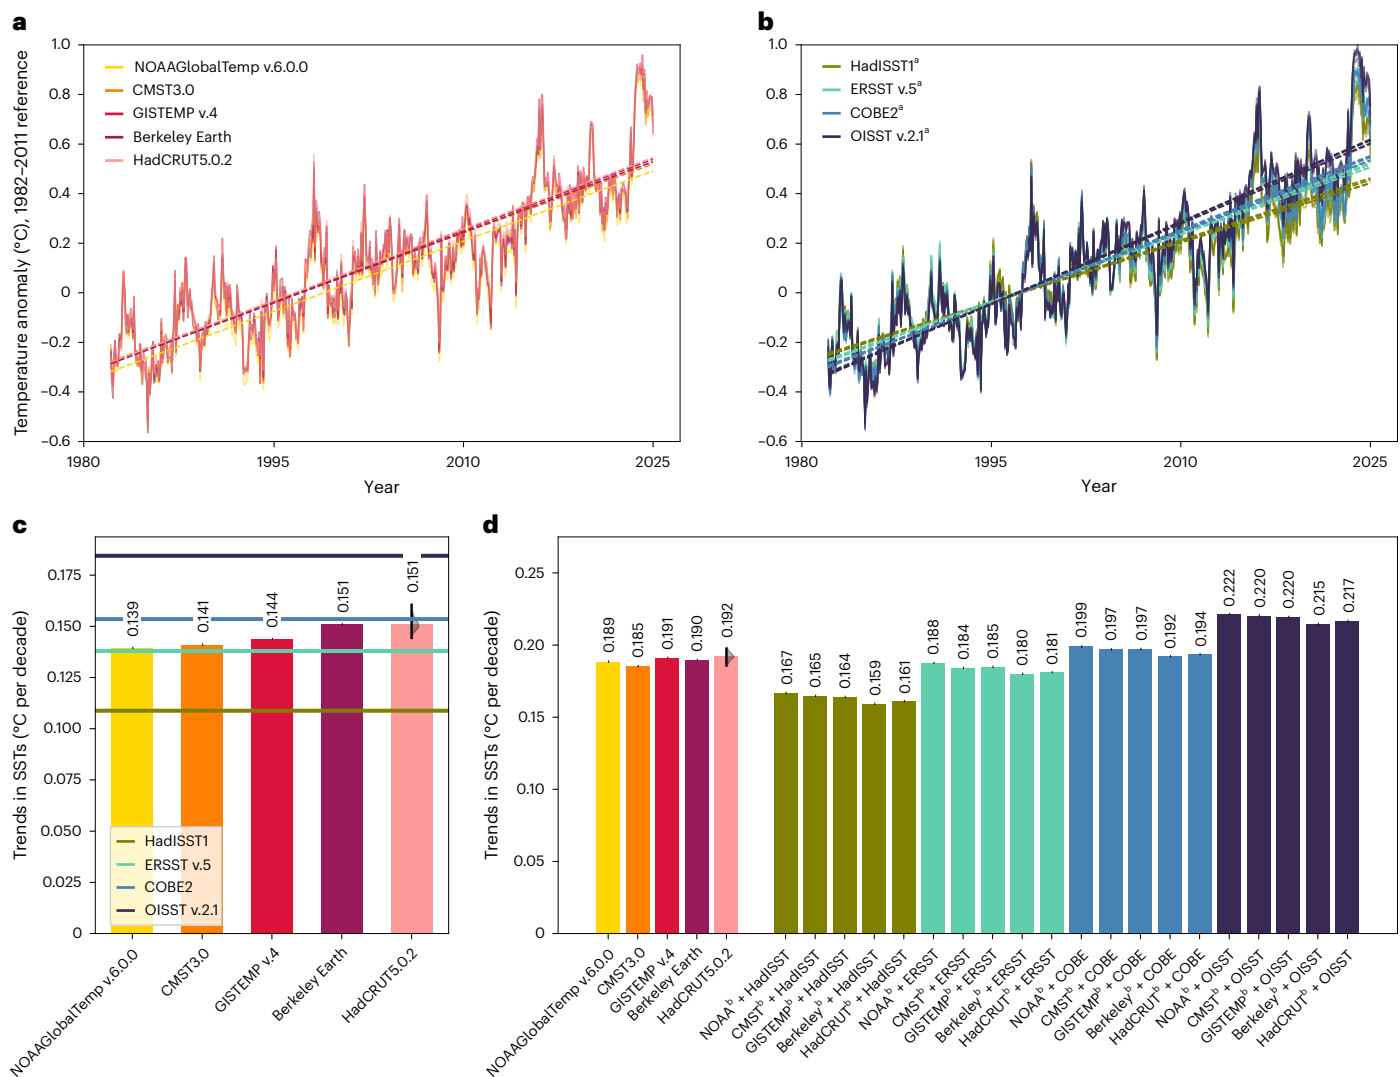 a
Temperature anomaly (°C), 1982–2011 reference
1.0
0.8
0.6
0.4
0.2
0
–0.2
–0.4
–0.6
NOAAGlobalTemp v.6.0.0
CMST3.0
GISTEMP v.4
Berkeley Earth
HadCRUT5.0.2
1980
1995
2010
2025
Year
b
1.0
0.8
0.6
0.4
0.2
0
–0.2
–0.4
–0.6
HadISST1ᵃ
ERSST v.5ᵃ
COBE2ᵃ
OISST v.2.1ᵃ
1980
1995
2010
2025
Year
c
Trends in SSTs (°C per decade)
0.175
0.150
0.125
0.100
0.075
0.050
0.025
0
0.139
0.141
0.144
0.151
0.151
HadISST1
ERSST v.5
COBE2
OISST v.2.1
NOAAGlobalTemp v.6.0.0
CMST3.0
GISTEMP v.4
Berkeley Earth
HadCRUT5.0.2
d
Trends in SSTs (°C per decade)
0.25
0.20
0.15
0.10
0.05
0
0.189
0.185
0.191
0.190
0.192
0.167
0.165
0.164
0.159
0.161
0.188
0.184
0.185
0.180
0.181
0.199
0.197
0.197
0.192
0.194
0.222
0.220
0.220
0.215
0.217
NOAAGlobalTemp v.6.0.0
CMST3.0
GISTEMP v.4
Berkeley Earth
HadCRUT5.0.2
NOAAᵇ + HadISST
CMSTᵇ + HadISST
GISTEMPᵇ + HadISST
Berkeleyᵇ + HadISST
HadCRUTᵇ + HadISST
NOAAᵇ + ERSST
CMSTᵇ + ERSST
GISTEMPᵇ + ERSST
Berkeleyᵇ + ERSST
HadCRUTᵇ + ERSST
NOAAᵇ + COBE
CMSTᵇ + COBE
GISTEMPᵇ + COBE
Berkeleyᵇ + COBE
HadCRUTᵇ + COBE
NOAAᵇ + OISST
CMSTᵇ + OISST
GISTEMPᵇ + OISST
Berkeleyᵇ + OISST
HadCRUTᵇ + OISST